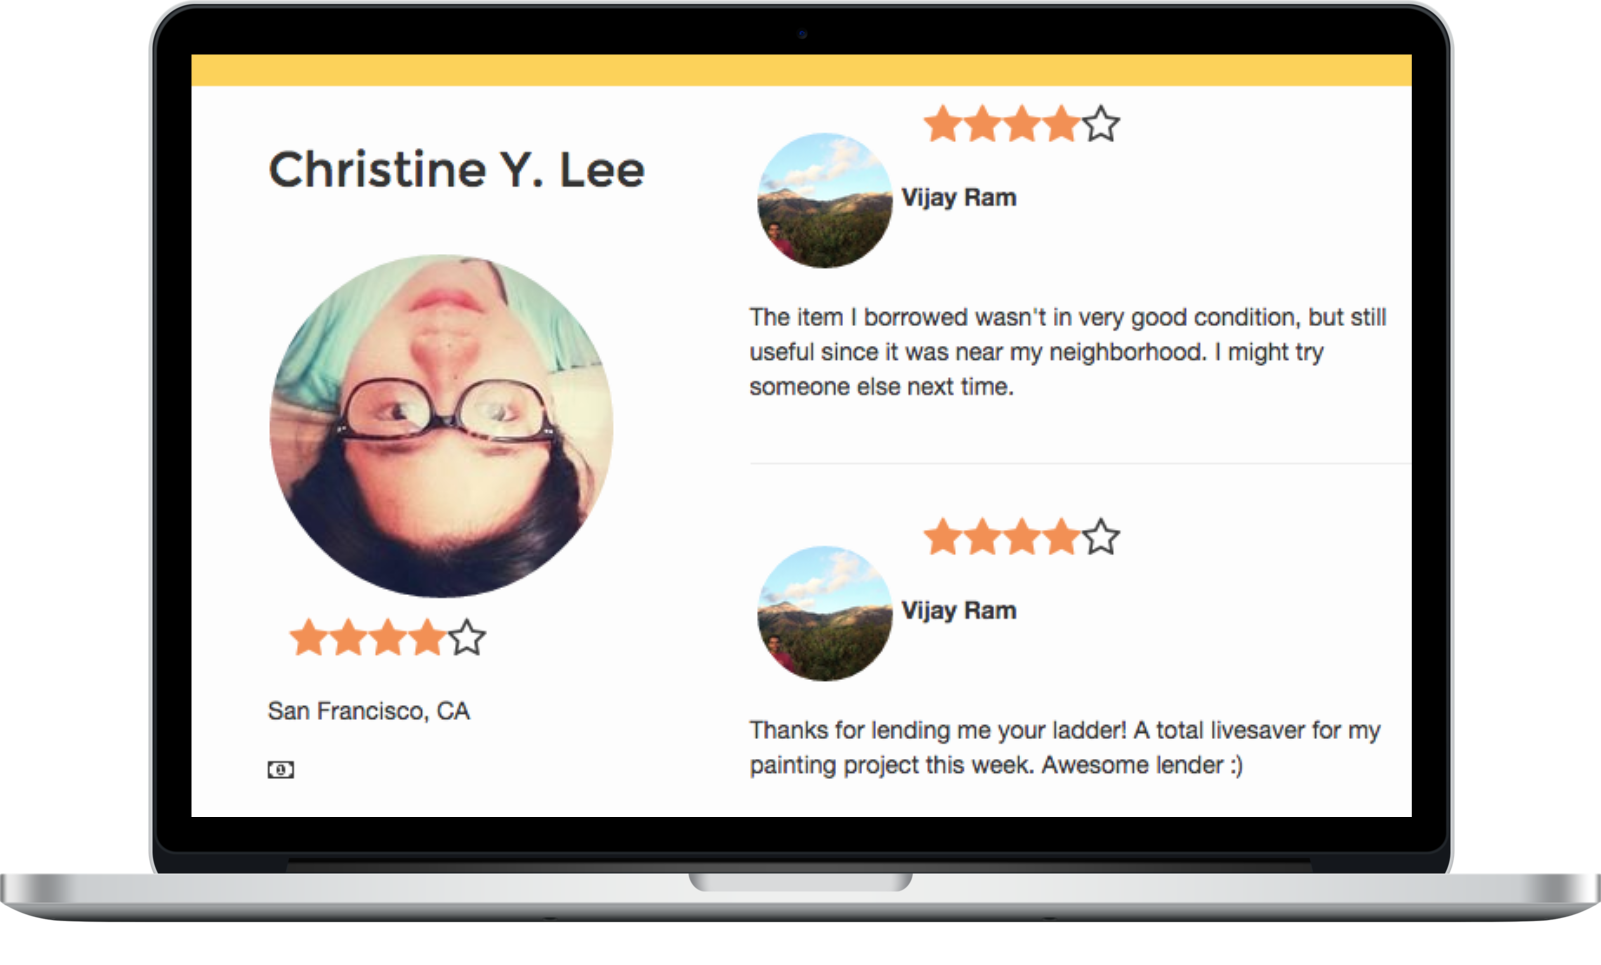 Christine Y. Lee
San Francisco, CA
Vijay Ram
The item I borrowed wasn't in very good condition, but still
useful since it was near my neighborhood. I might try
someone else next time.
Vijay Ram
Thanks for lending me your ladder! A total livesaver for my
painting project this week. Awesome lender :)